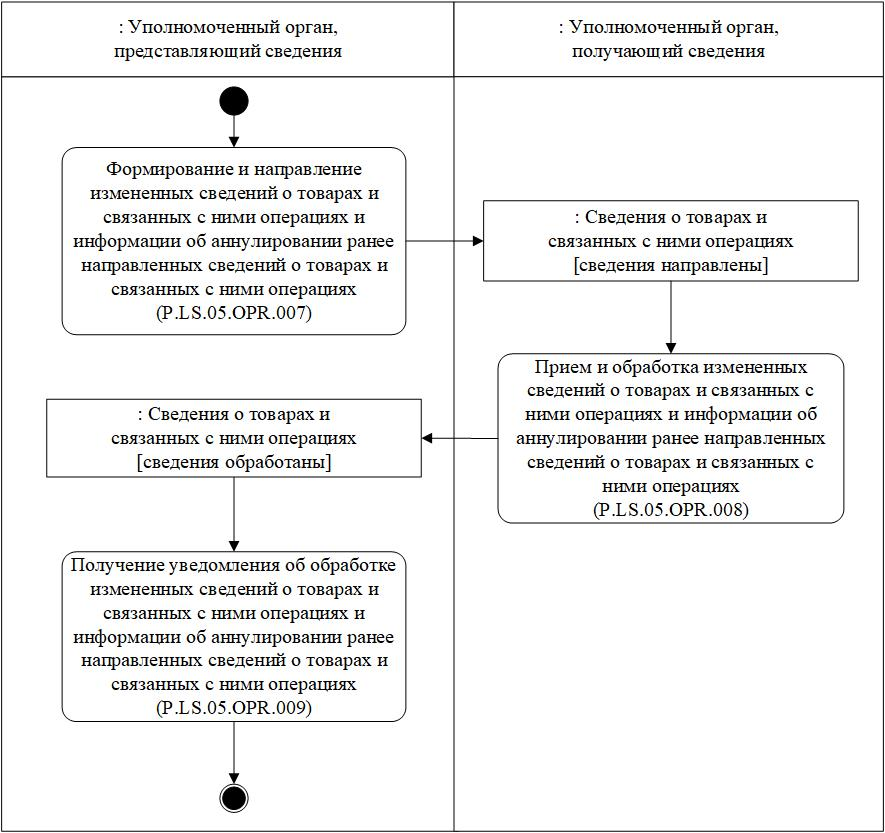 : Уполномоченный орган,
представляющий сведения
: Уполномоченный орган,
получающий сведения
Формирование и направление
измененных сведений о товарах и
связанных с ними операциях и
информации об аннулировании ранее
направленных сведений о товарах и
связанных с ними операциях
(P.LS.05.OPR.007)
: Сведения о товарах и
связанных с ними операциях
[сведения направлены]
Прием и обработка измененных
сведений о товарах и связанных с
ними операциях и информации об
аннулировании ранее направленных
сведений о товарах и связанных с
ними операциях
(P.LS.05.OPR.008)
: Сведения о товарах и
связанных с ними операциях
[сведения обработаны]
Получение уведомления об обработке
измененных сведений о товарах и
связанных с ними операциях и
информации об аннулировании ранее
направленных сведений о товарах и
связанных с ними операциях
(P.LS.05.OPR.009)